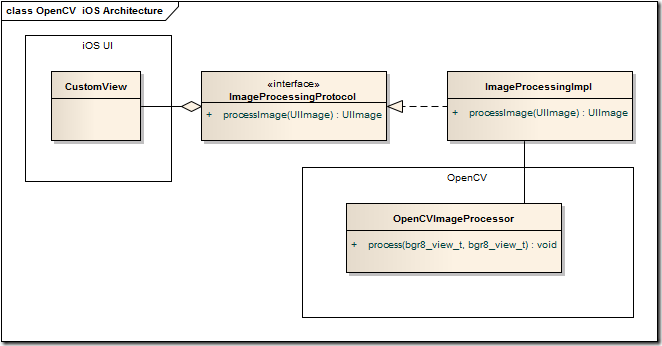 class OpenCV iOS Architecture
iOS UI
CustomView
«interface»
ImageProcessingProtocol
+ processImage(UIImage) : UIImage
ImageProcessingImpl
+ processImage(UIImage) : UIImage
OpenCV
OpenCVImageProcessor
+ process(bgr8_view_t, bgr8_view_t) : void